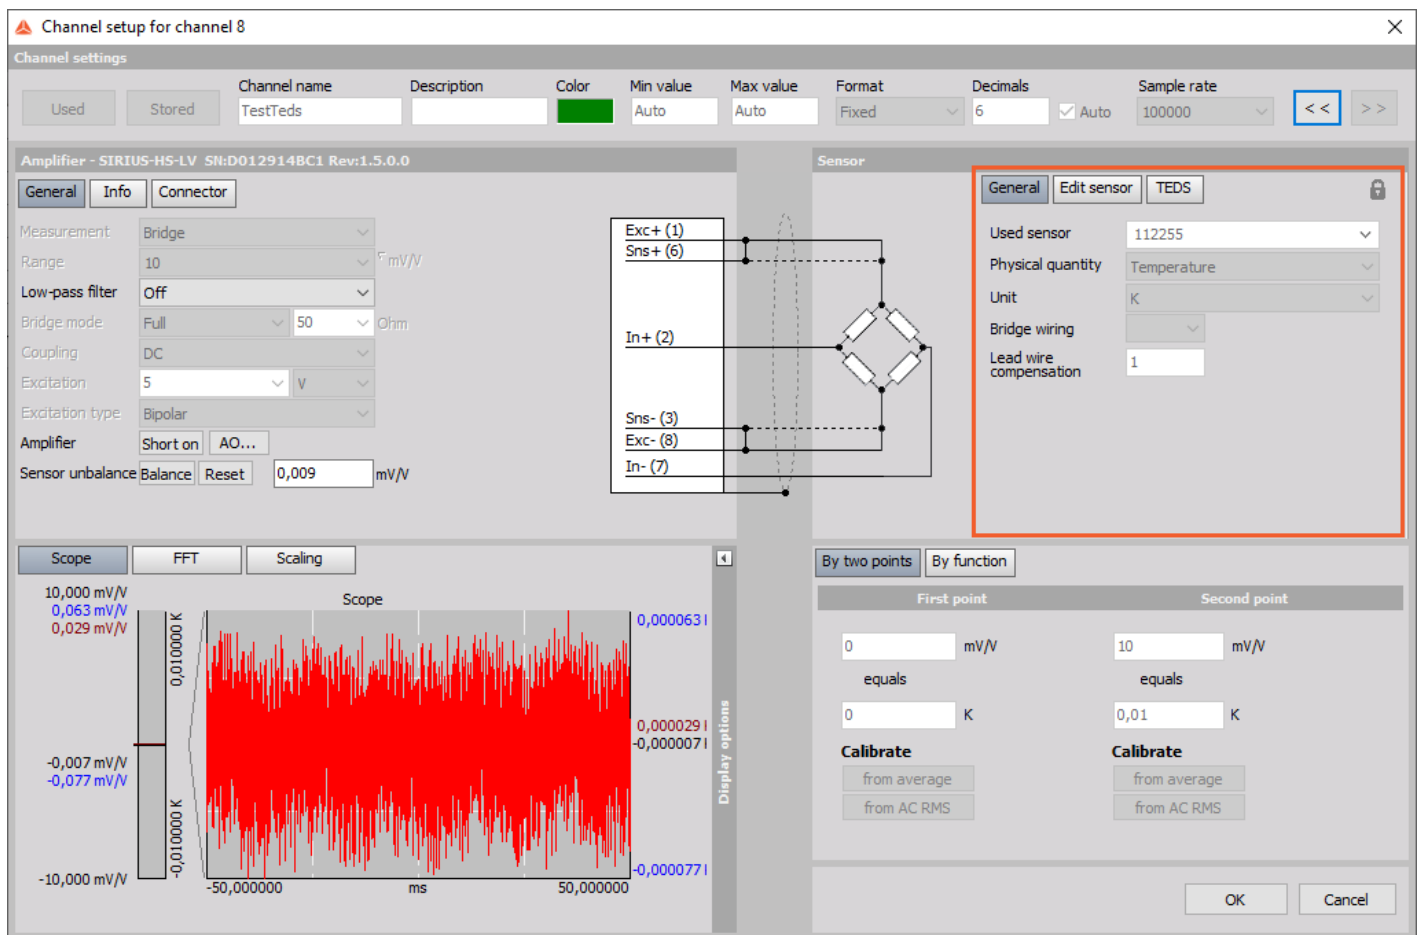 Channel setup for channel 8
Channel settings
Used
Stored
Channel name
TestTeds
Description
Color
Min value
Auto
Max value
Auto
Format
Fixed
Decimals
6
Auto
Sample rate
100000
< <
> >
Amplifier - SIRIUS-HS-LV SN:D012914BC1 Rev:1.5.0.0
General
Info
Connector
Measurement Bridge
Range 10 mV/V
Low-pass filter Off
Bridge mode Full 50 Ohm
Coupling DC
Excitation 5 V
Excitation type Bipolar
Amplifier Short on AO...
Sensor unbalance Balance Reset 0,009 mV/V
Exc+ (1)
Sns+ (6)
In+ (2)
Sns- (3)
Exc- (8)
In- (7)
Sensor
General
Edit sensor
TEDS
Used sensor 112255
Physical quantity Temperature
Unit K
Bridge wiring
Lead wire
compensation 1
Scope
FFT
Scaling
10,000 mV/V
0,063 mV/V
0,029 mV/V
-0,007 mV/V
-0,077 mV/V
-10,000 mV/V
0,010000 K
-0,010000 K
Scope
0,000063
0,000029
-0,000007
-0,000077
-50,000000 ms 50,000000
Display options
By two points
By function
First point
Second point
0 mV/V
10 mV/V
equals
equals
0 K
0,01 K
Calibrate
Calibrate
from average
from average
from AC RMS
from AC RMS
OK
Cancel